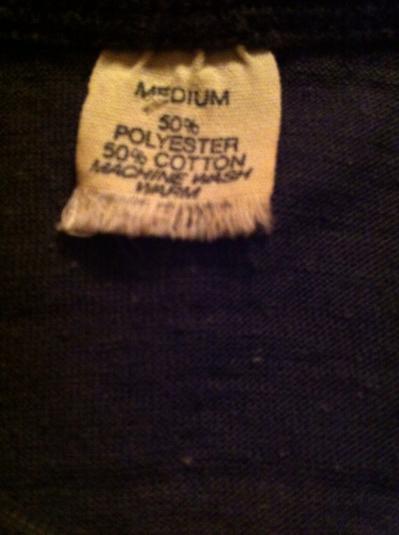 MEDIUM
50%
POLYESTER
50% COTTON
MACHINE WASH
WARM